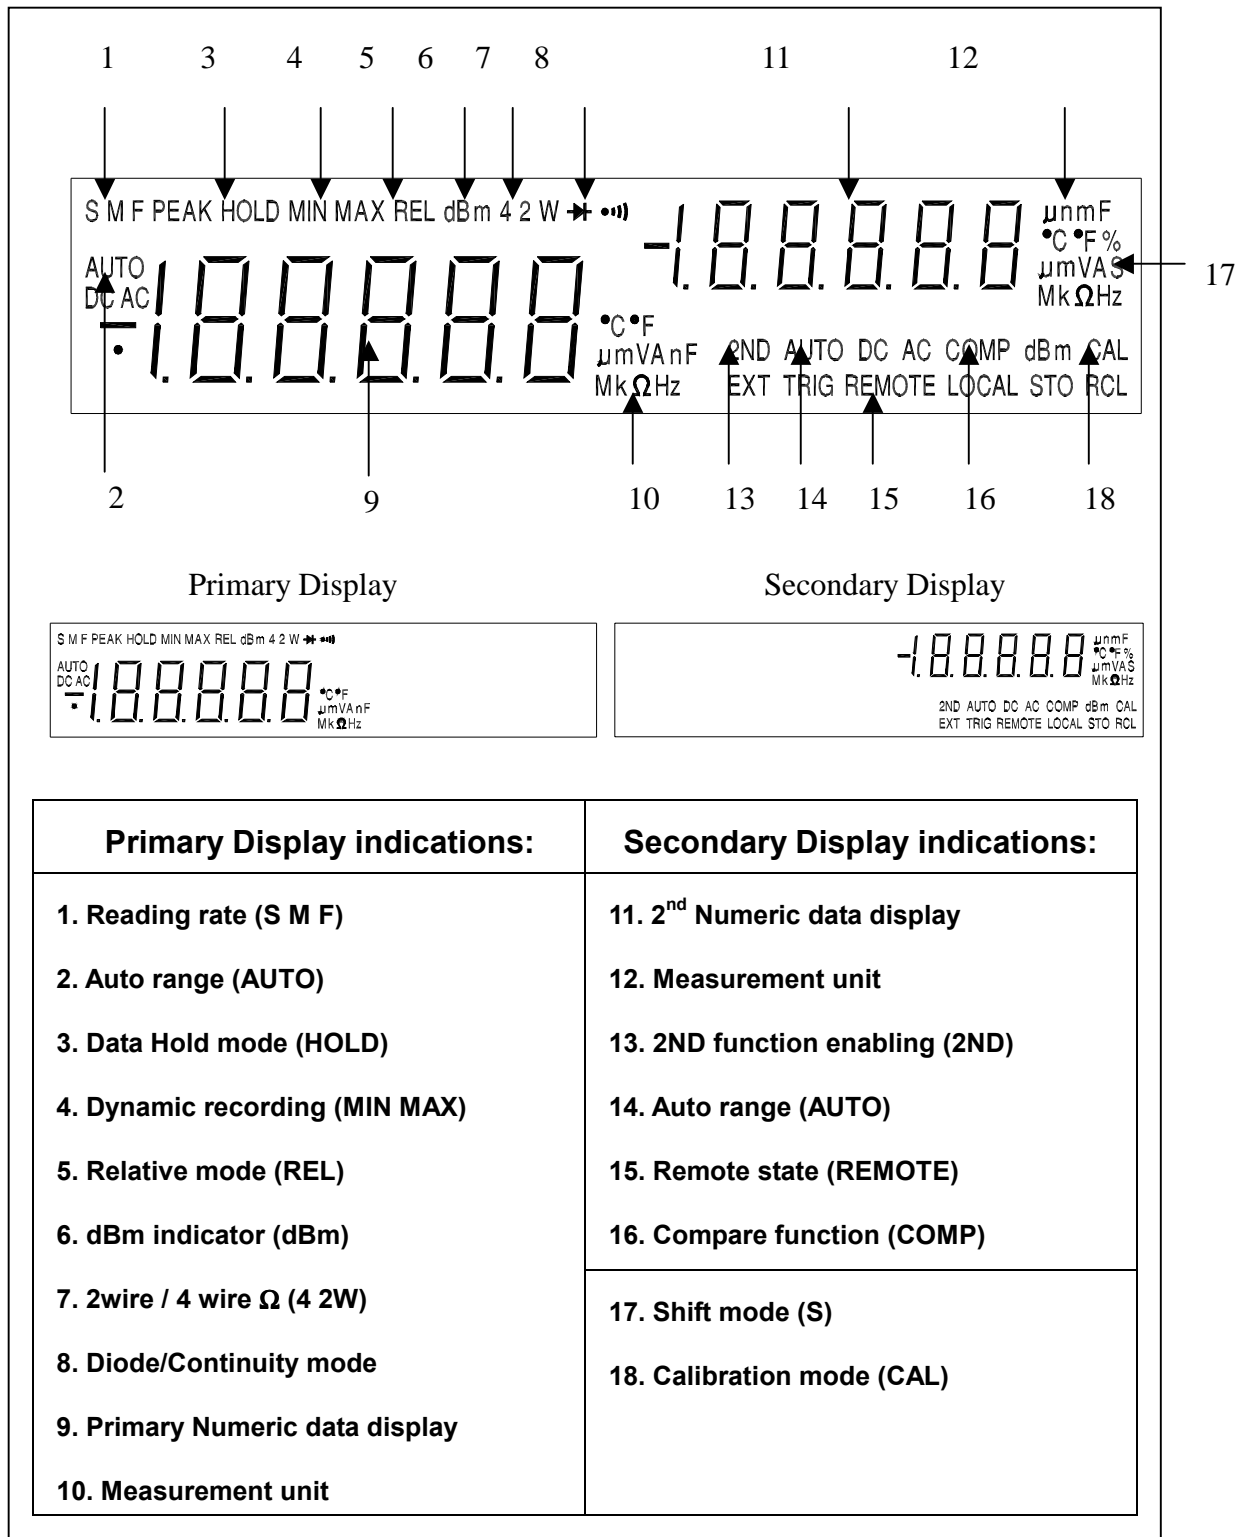 1 3 4 5 6 7 8 11 12
S M F PEAK HOLD MIN MAX REL dBm 4 2 W
-1.8.8.8.8.8
µnmF
°C °F %
µmVAS
MkΩHz
17
AUTO
DC AC
-1.8.8.8.8.8
°C °F
µmVAnF
MkΩHz
2ND AUTO DC AC COMP dBm CAL
EXT TRIG REMOTE LOCAL STO RCL
2 9 10 13 14 15 16 18
Primary Display
Secondary Display
S M F PEAK HOLD MIN MAX REL dBm 4 2 W
AUTO
DC AC
-1.8.8.8.8.8
°C °F
µmVAnF
MkΩHz
-1.8.8.8.8.8
µnmF
°C °F %
µmVAS
MkΩHz
2ND AUTO DC AC COMP dBm CAL
EXT TRIG REMOTE LOCAL STO RCL
Primary Display indications:
1. Reading rate (S M F)
2. Auto range (AUTO)
3. Data Hold mode (HOLD)
4. Dynamic recording (MIN MAX)
5. Relative mode (REL)
6. dBm indicator (dBm)
7. 2wire / 4 wire Ω (4 2W)
8. Diode/Continuity mode
9. Primary Numeric data display
10. Measurement unit
Secondary Display indications:
11. 2nd Numeric data display
12. Measurement unit
13. 2ND function enabling (2ND)
14. Auto range (AUTO)
15. Remote state (REMOTE)
16. Compare function (COMP)
17. Shift mode (S)
18. Calibration mode (CAL)